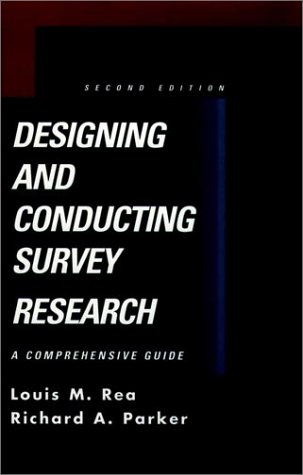 SECOND EDITION
DESIGNING
AND
CONDUCTING
SURVEY
RESEARCH
A COMPREHENSIVE GUIDE
Louis M. Rea
Richard A. Parker